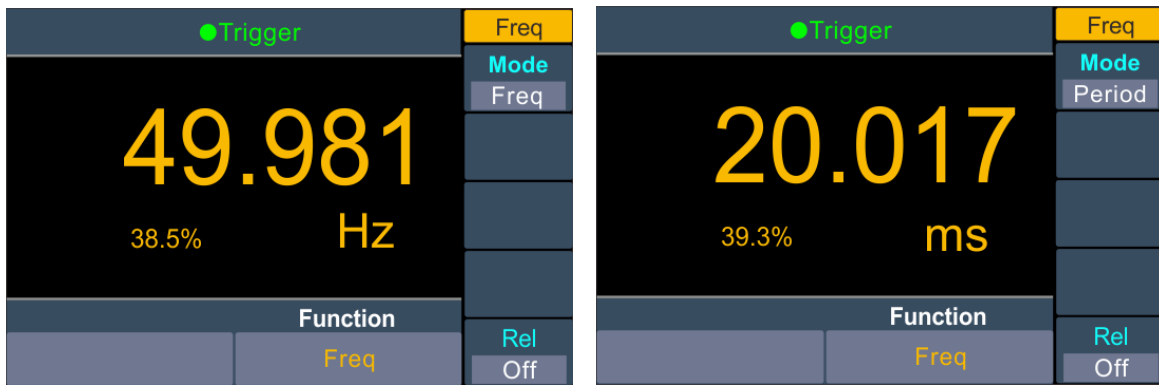 Trigger
Freq
Mode
Freq
49.981
38.5%
Hz
Function
Freq
Rel
Off
Trigger
Freq
Mode
Period
20.017
39.3%
ms
Function
Freq
Rel
Off